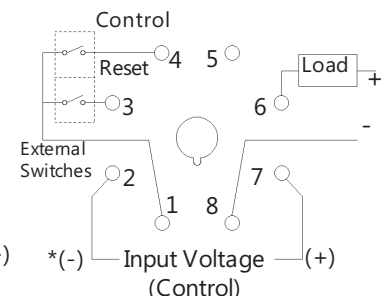 Control
4 5
Reset
Load
+
3
6
-
External
Switches
2
7
1 8
-) *(-) Input Voltage (+)
(Control)